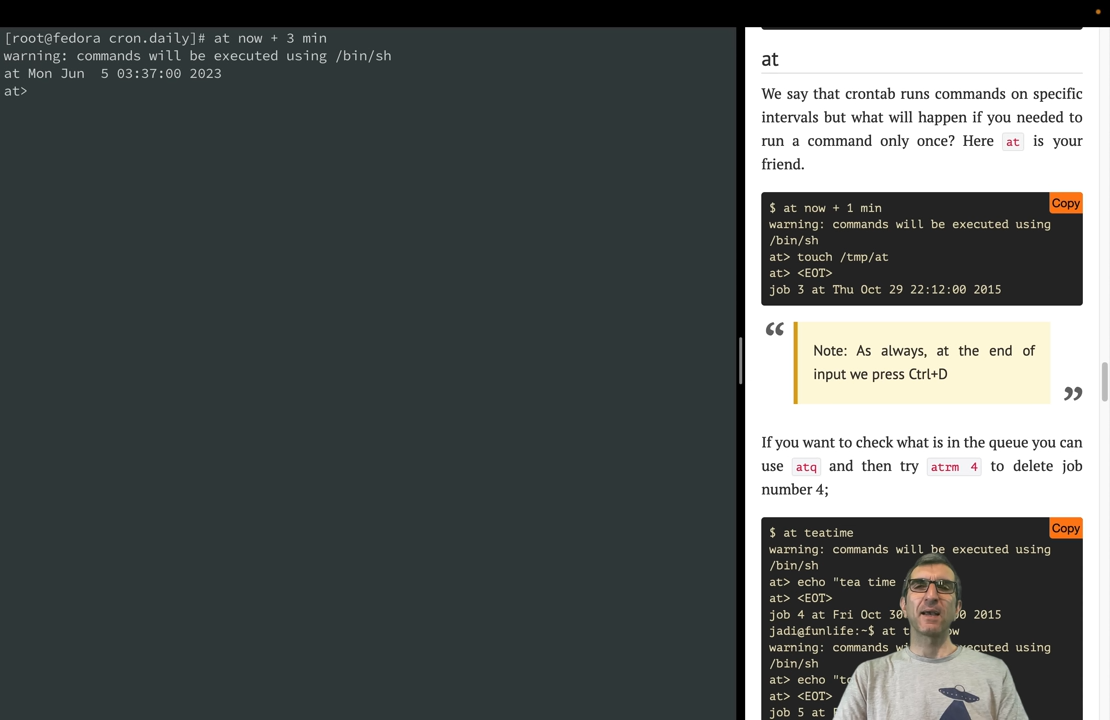 [root@fedora cron.daily]# at now + 3 min
warning: commands will be executed using /bin/sh
at Mon Jun  5 03:37:00 2023
at>
at
We say that crontab runs commands on specific
intervals but what will happen if you needed to
run a command only once? Here at is your
friend.
Copy
$ at now + 1 min
warning: commands will be executed using
/bin/sh
at> touch /tmp/at
at> <EOT>
job 3 at Thu Oct 29 22:12:00 2015
“
Note: As always, at the end of
input we press Ctrl+D
”
If you want to check what is in the queue you can
use atq and then try atrm 4 to delete job
number 4;
Copy
$ at teatime
warning: commands will be executed using
/bin/sh
at> echo "tea time
at> <EOT>
job 4 at Fri Oct 30 0 2015
jadi@funlife:~$ at
warning: commands executed using
/bin/sh
at> echo
at> <EOT>
job 5 at